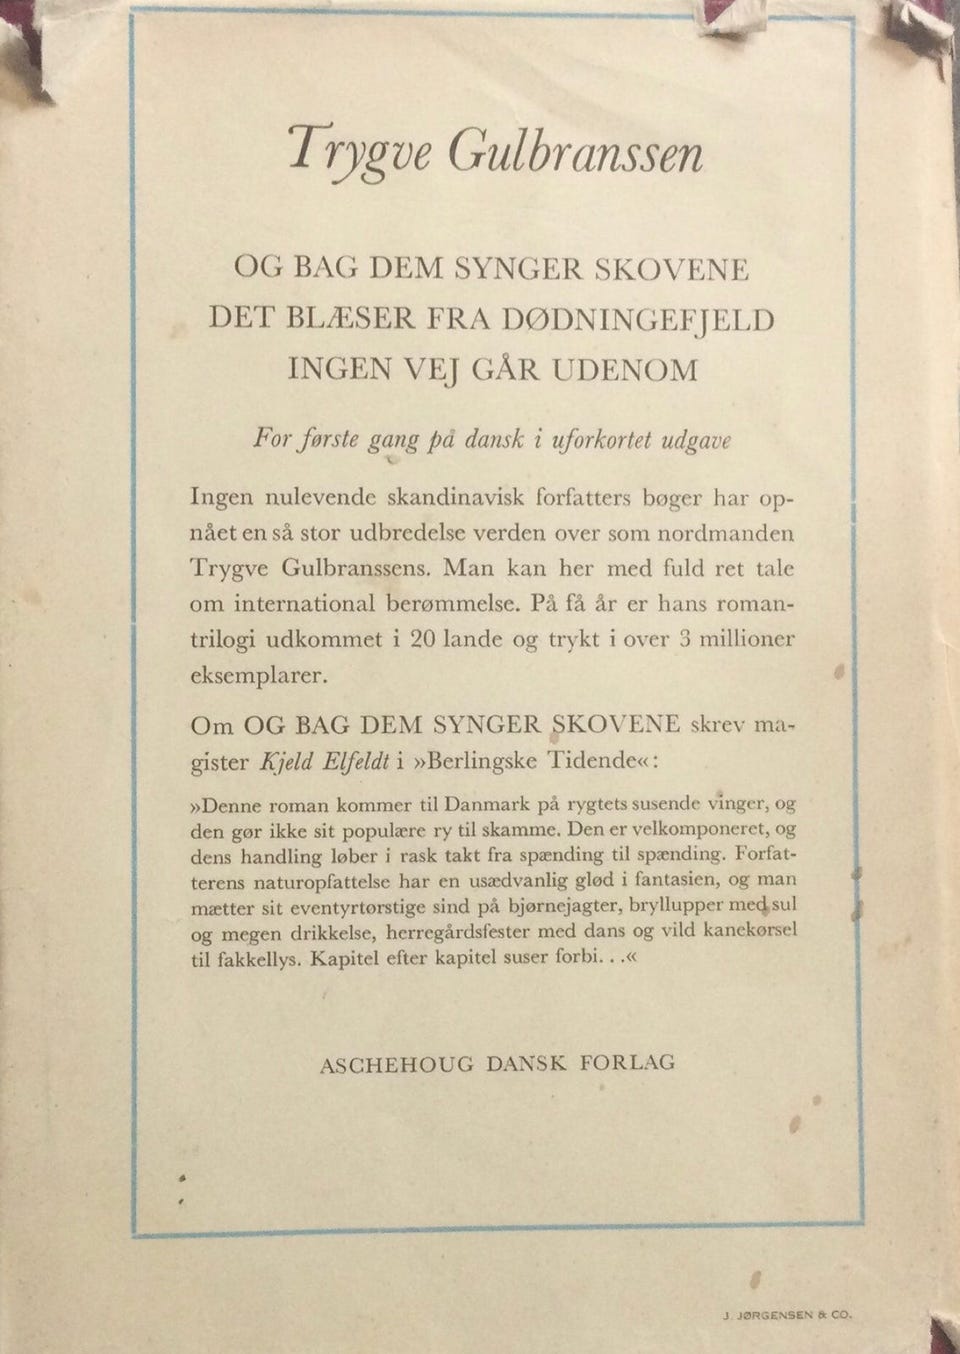 Trygve Gulbranssen
OG BAG DEM SYNGER SKOVENE
DET BLÆSER FRA DØDNINGEFJELD
INGEN VEJ GÅR UDENOM
For første gang på dansk i uforkortet udgave
Ingen nulevende skandinavisk forfatters bøger har op-
nået en så stor udbredelse verden over som nordmanden
Trygve Gulbranssens. Man kan her med fuld ret tale
om international berømmelse. På få år er hans roman-
trilogi udkommet i 20 lande og trykt i over 3 millioner
eksemplarer.
Om OG BAG DEM SYNGER SKOVENE skrev ma-
gister Kjeld Elfeldt i »Berlingske Tidende«:
»Denne roman kommer til Danmark på rygtets susende vinger, og
den gør ikke sit populære ry til skamme. Den er velkomponeret, og
dens handling løber i rask takt fra spænding til spænding. Forfat-
terens naturopfattelse har en usædvanlig glød i fantasien, og man
mætter sit eventyrtørstige sind på bjørnejagter, bryllupper med sul
og megen drikkelse, herregårdsfester med dans og vild kanekørsel
til fakkellys. Kapitel efter kapitel suser forbi. . .«
ASCHEHOUG DANSK FORLAG
J. JØRGENSEN & CO.